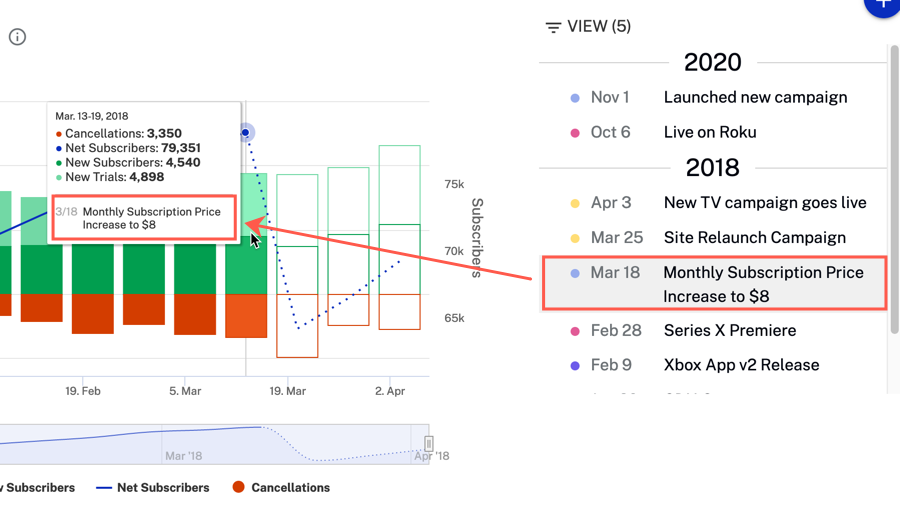 VIEW (5)
2020
Nov 1 Launched new campaign
Oct 6 Live on Roku
2018
Apr 3 New TV campaign goes live
Mar 25 Site Relaunch Campaign
Mar 18 Monthly Subscription Price
Increase to $8
Feb 28 Series X Premiere
Feb 9 Xbox App v2 Release
Mar. 13-19, 2018
Cancellations: 3,350
Net Subscribers: 79,351
New Subscribers: 4,540
New Trials: 4,898
3/18 Monthly Subscription Price
Increase to $8
75k
70k
65k
Subscribers
19. Feb 5. Mar 19. Mar 2. Apr
Mar '18 Apr '18
w Subscribers Net Subscribers Cancellations